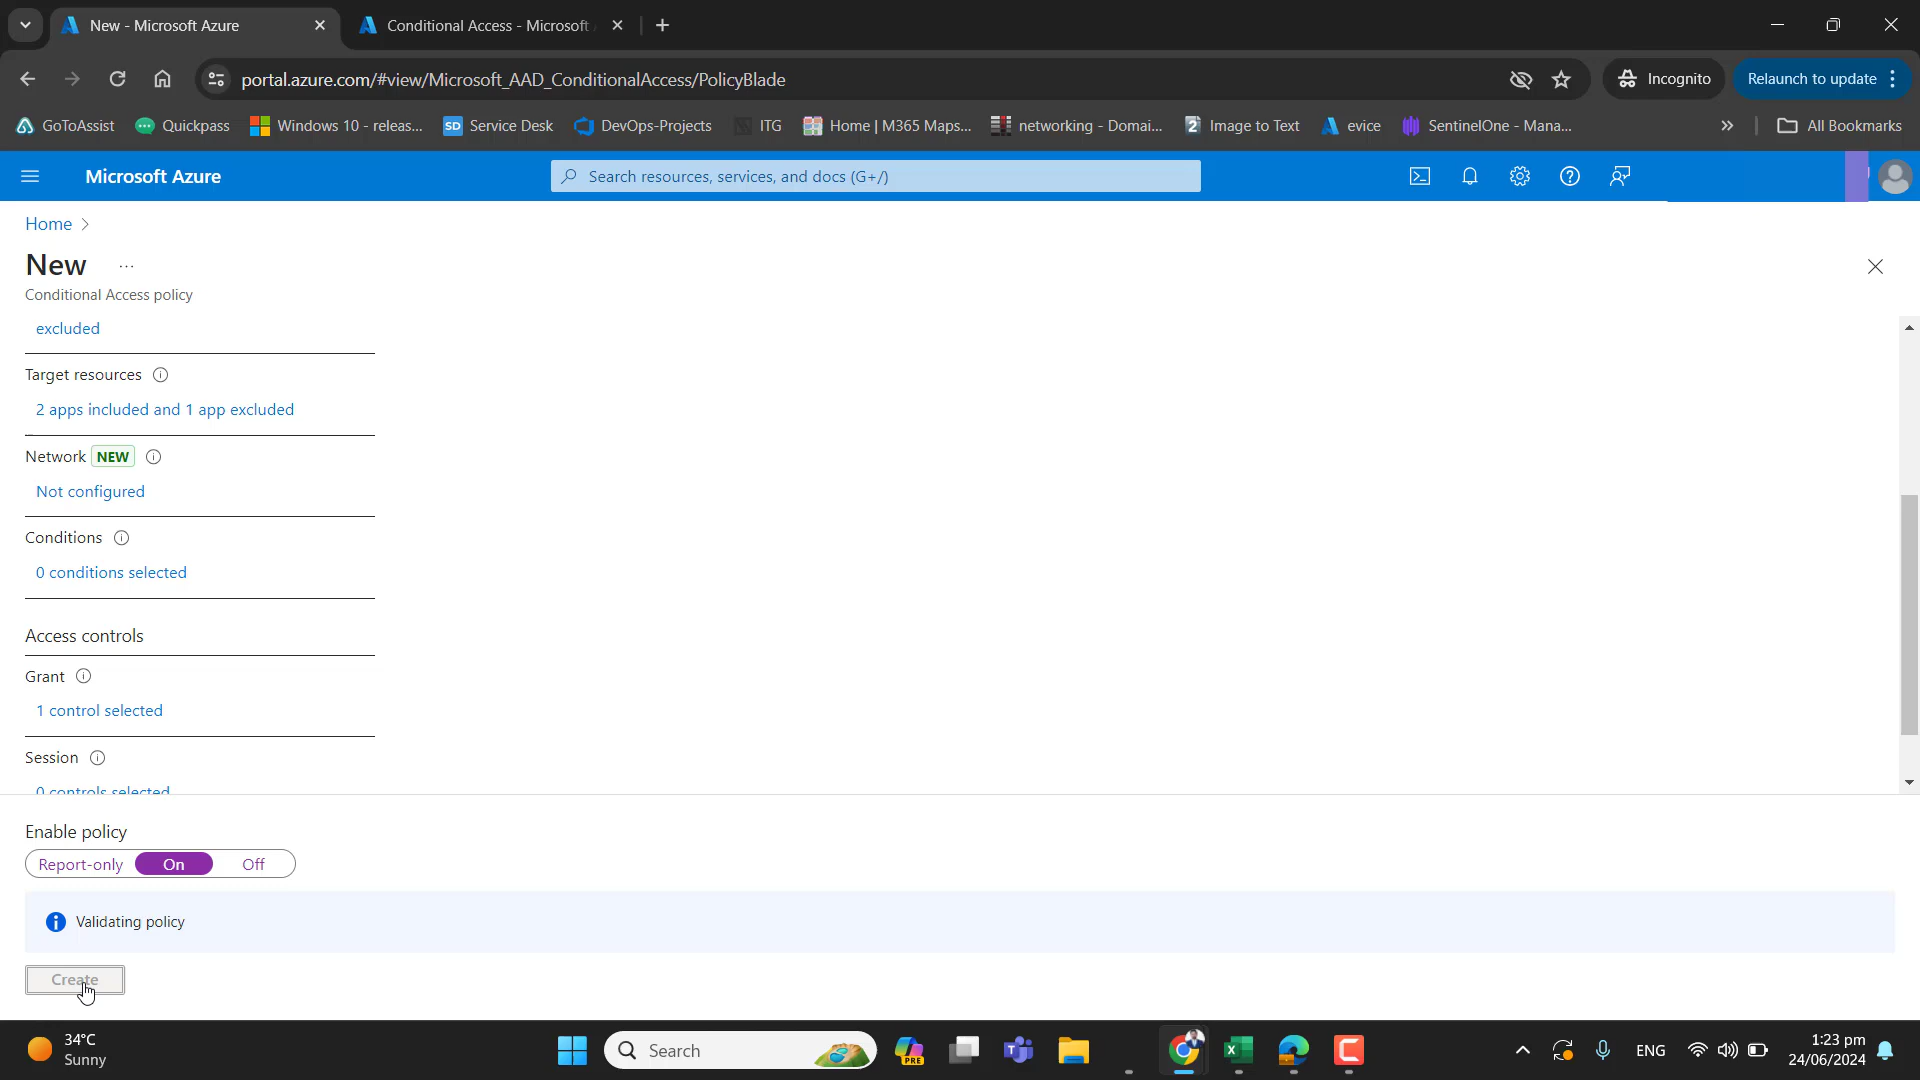 New - Microsoft Azure
Conditional Access - Microsoft
portal.azure.com/#view/Microsoft_AAD_ConditionalAccess/PolicyBlade
Incognito
Relaunch to update
GoToAssist
Quickpass
Windows 10 - releas...
SD Service Desk
DevOps-Projects
ITG
Home | M365 Maps...
networking - Domai...
Image to Text
evice
SentinelOne - Mana...
All Bookmarks
Microsoft Azure
Search resources, services, and docs (G+/)
Home
New
...
Conditional Access policy
excluded
Target resources
2 apps included and 1 app excluded
Network NEW
Not configured
Conditions
0 conditions selected
Access controls
Grant
1 control selected
Session
0 controls selected
Enable policy
Report-only On Off
Validating policy
Create
34°C
Sunny
Search
PRE
ENG
1:23 pm
24/06/2024